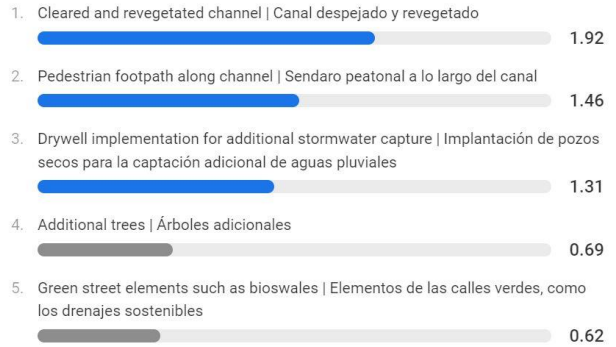 1. Cleared and revegetated channel | Canal despejado y revegetado
1.92
2. Pedestrian footpath along channel | Sendaro peatonal a lo largo del canal
1.46
3. Drywell implementation for additional stormwater capture | Implantación de pozos
secos para la captación adicional de aguas pluviales
1.31
4. Additional trees | Árboles adicionales
0.69
5. Green street elements such as bioswales | Elementos de las calles verdes, como
los drenajes sostenibles
0.62